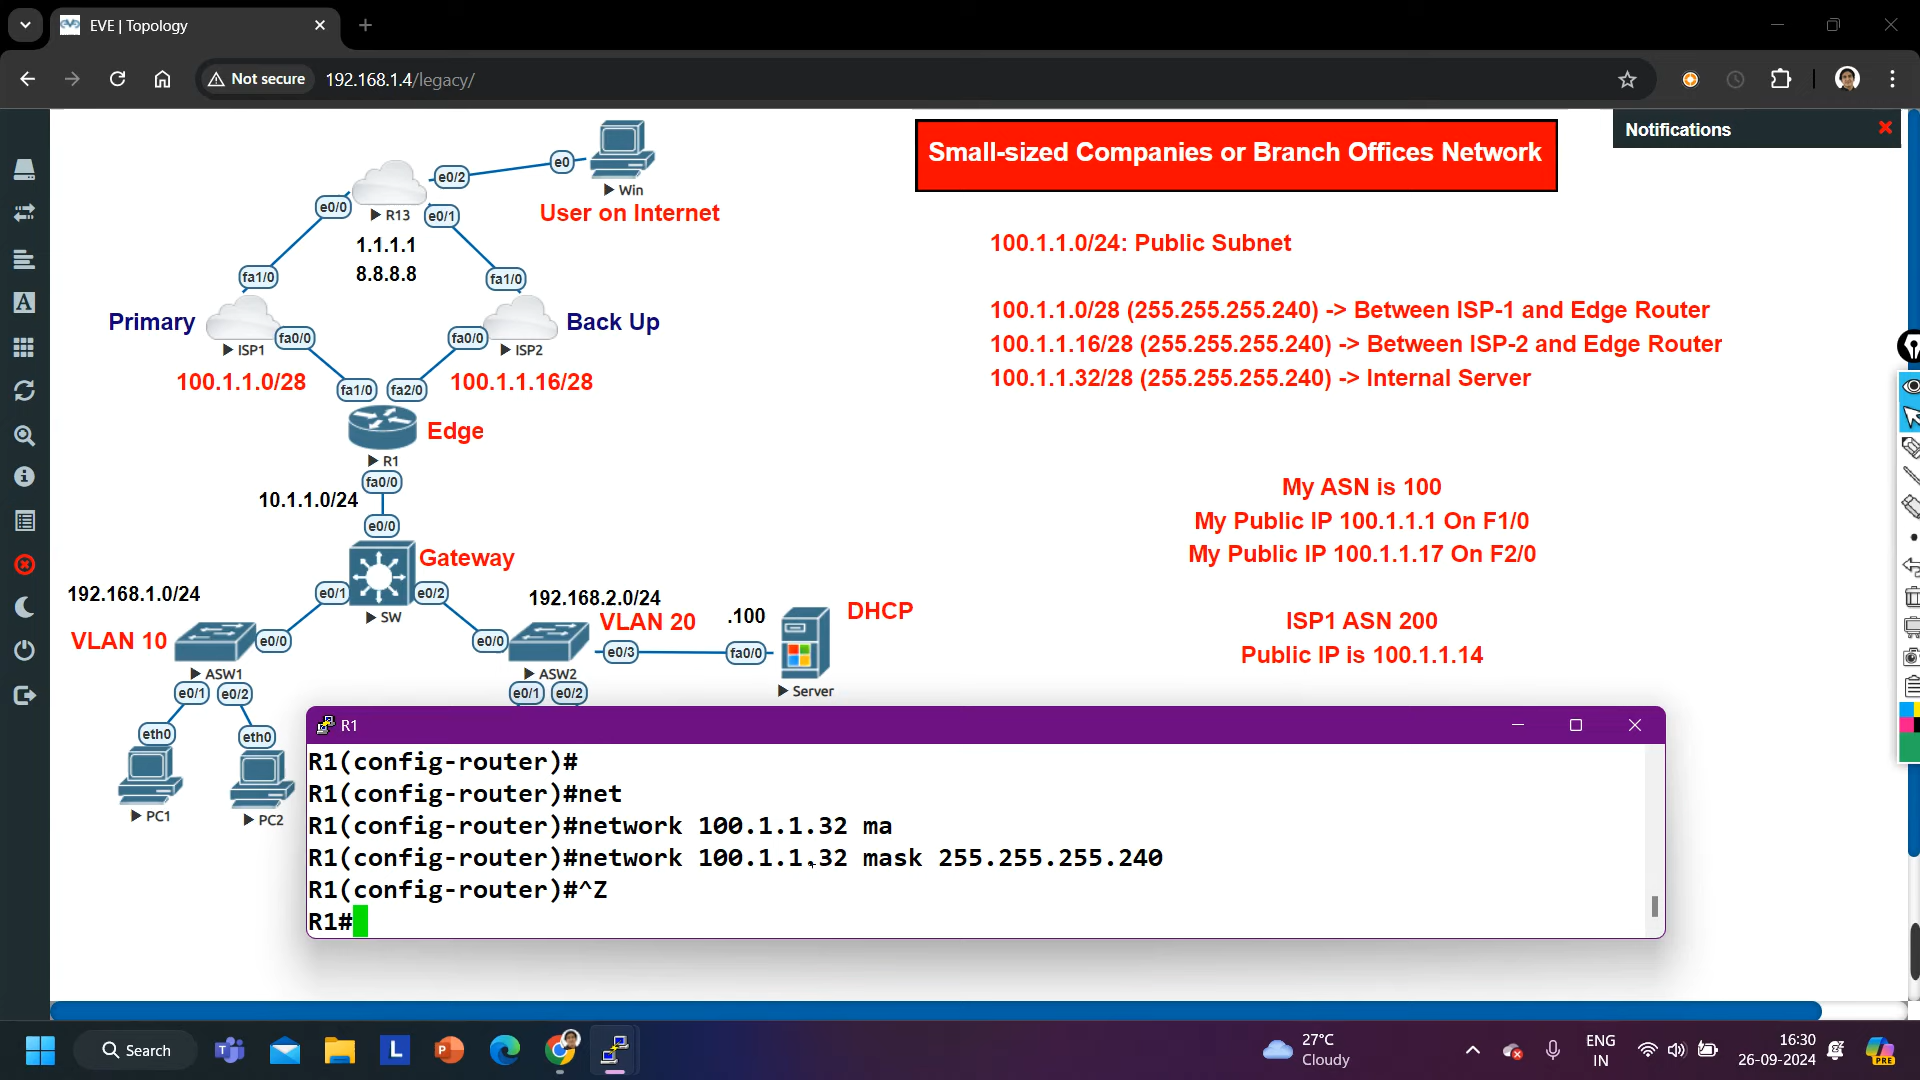 EVE | Topology
Not secure
192.168.1.4/legacy/
Small-sized Companies or Branch Offices Network
Notifications
e0/2
e0
Win
e0/0
R13
e0/1
User on Internet
1.1.1.1
8.8.8.8
100.1.1.0/24: Public Subnet
fa1/0
fa1/0
Primary
Back Up
100.1.1.0/28 (255.255.255.240) -> Between ISP-1 and Edge Router
fa0/0
fa0/0
ISP1
ISP2
100.1.1.16/28 (255.255.255.240) -> Between ISP-2 and Edge Router
100.1.1.0/28
100.1.1.16/28
100.1.1.32/28 (255.255.255.240) -> Internal Server
fa1/0
fa2/0
Edge
R1
fa0/0
10.1.1.0/24
e0/0
My ASN is 100
My Public IP 100.1.1.1 On F1/0
My Public IP 100.1.1.17 On F2/0
Gateway
192.168.1.0/24
e0/1
e0/2
192.168.2.0/24
SW
VLAN 20
.100
DHCP
ISP1 ASN 200
Public IP is 100.1.1.14
VLAN 10
e0/0
e0/0
e0/3
fa0/0
ASW1
ASW2
Server
e0/1
e0/2
e0/1
e0/2
eth0
eth0
PC1
PC2
R1
R1(config-router)#
R1(config-router)#net
R1(config-router)#network 100.1.1.32 ma
R1(config-router)#network 100.1.1.32 mask 255.255.255.240
R1(config-router)#^Z
R1#
Search
27°C
Cloudy
ENG
IN
16:30
26-09-2024
PRE